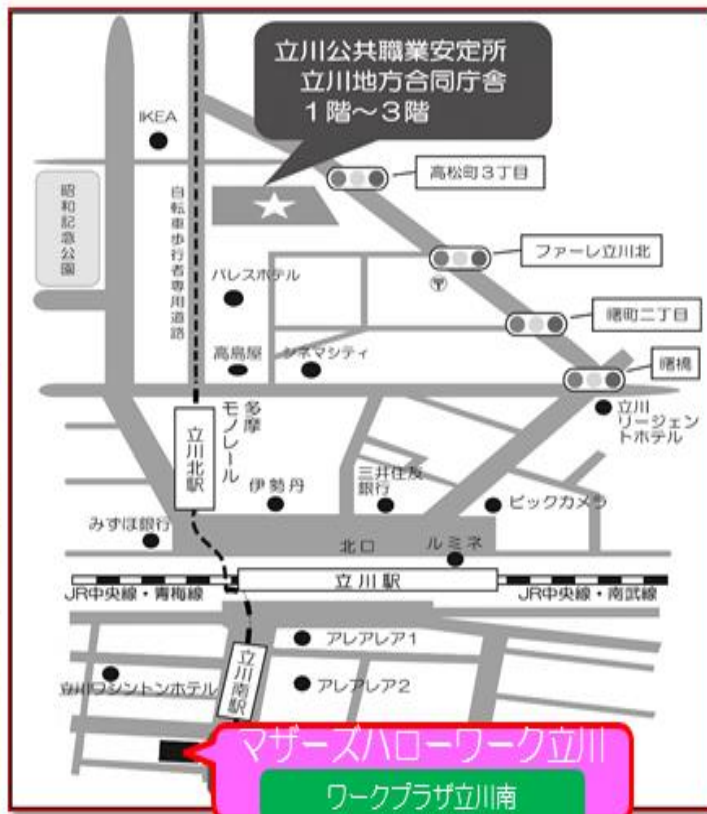 立川公共職業安定所
立川地方合同庁舎
1階～3階
IKEA
高松町3丁目
昭和記念公園
自転車歩行者専用道路
ファーレ立川北
パレスホテル
〒
曙町二丁目
高島屋
シネマシティ
曙橋
立川
リージェン
トホテル
多摩
モノレール
立川北駅
伊勢丹
三井住友
銀行
ビックカメラ
みずほ銀行
北口
ルミネ
立川駅
JR中央線・青梅線
JR中央線・南武線
アレアレア1
立川南駅
立川ワシントンホテル
アレアレア2
マザーズハローワーク立川
ワークプラザ立川南